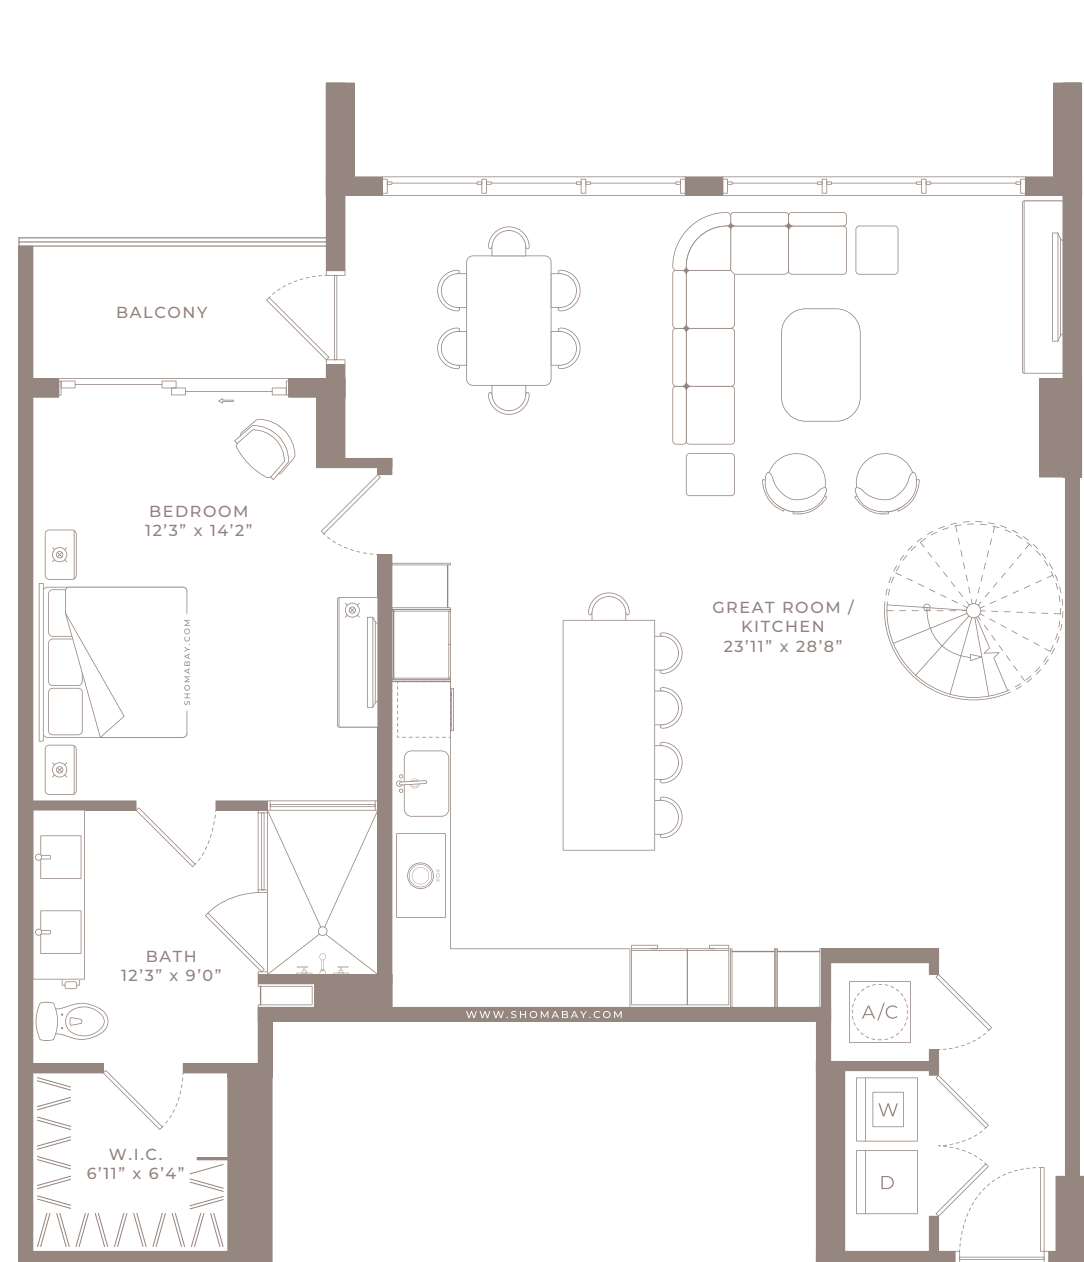 BALCONY
BEDROOM
12’3” x 14’2”
SHOMABAY.COM
GREAT ROOM /
KITCHEN
23’11” x 28’8”
BATH
12’3” x 9’0”
WWW.SHOMABAY.COM
A/C
W
D
W.I.C.
6’11” x 6’4”